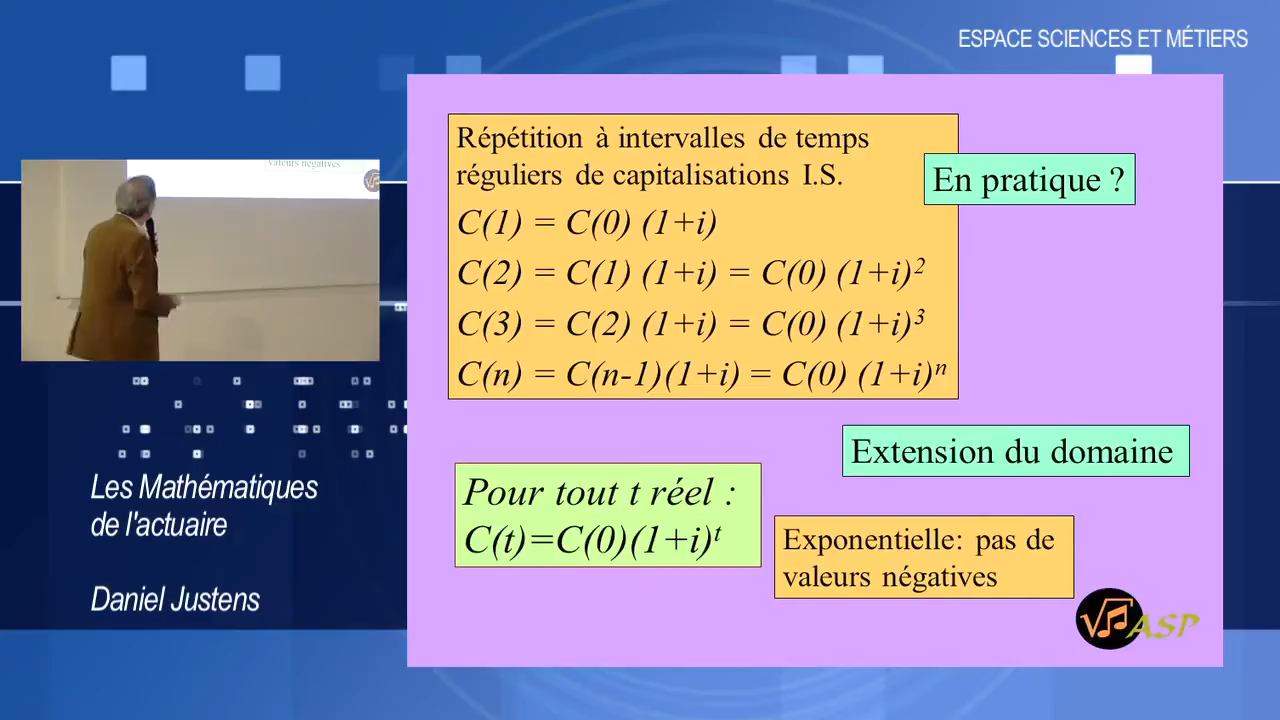 ESPACE SCIENCES ET MÉTIERS
valeurs négatives
Répétition à intervalles de temps
réguliers de capitalisations I.S.
C(1) = C(0) (1+i)
C(2) = C(1) (1+i) = C(0) (1+i)²
C(3) = C(2) (1+i) = C(0) (1+i)³
C(n) = C(n-1)(1+i) = C(0) (1+i)ⁿ
En pratique ?
Extension du domaine
Pour tout t réel :
C(t)=C(0)(1+i)ᵗ
Exponentielle: pas de
valeurs négatives
√ASP
Les Mathématiques
de l'actuaire
Daniel Justens